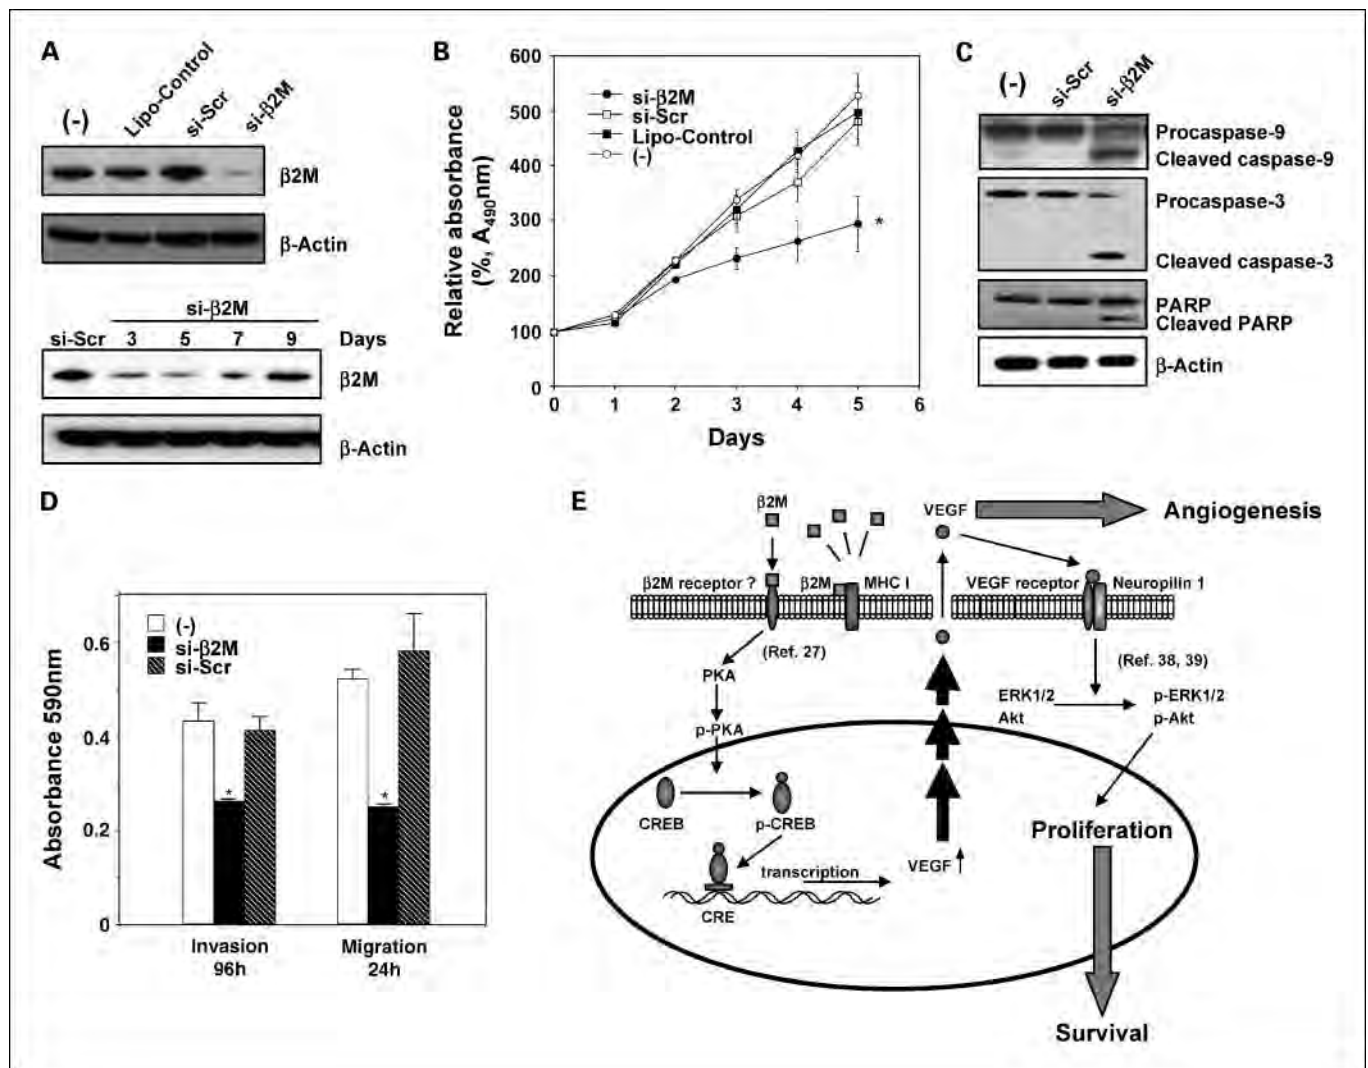 A
(-)
Lipo-Control
si-Scr
si-β2M
β2M
β-Actin
si-β2M
si-Scr 3 5 7 9 Days
β2M
β-Actin
B
Relative absorbance
(%, A490nm)
600
500
400
300
200
100
0
si-β2M
si-Scr
Lipo-Control
(-)
*
0 1 2 3 4 5 6
Days
C
(-)
si-Scr
si-β2M
Procaspase-9
Cleaved caspase-9
Procaspase-3
Cleaved caspase-3
PARP
Cleaved PARP
β-Actin
D
Absorbance 590nm
0.6
0.4
0.2
0
(-)
si-β2M
si-Scr
*
*
Invasion
96h
Migration
24h
E
β2M
VEGF
Angiogenesis
β2M receptor ?
β2M
MHC I
VEGF receptor
Neuropilin 1
(Ref. 27)
(Ref. 38, 39)
PKA
p-PKA
ERK1/2
Akt
p-ERK1/2
p-Akt
CREB
p-CREB
transcription
CRE
VEGF
Proliferation
Survival